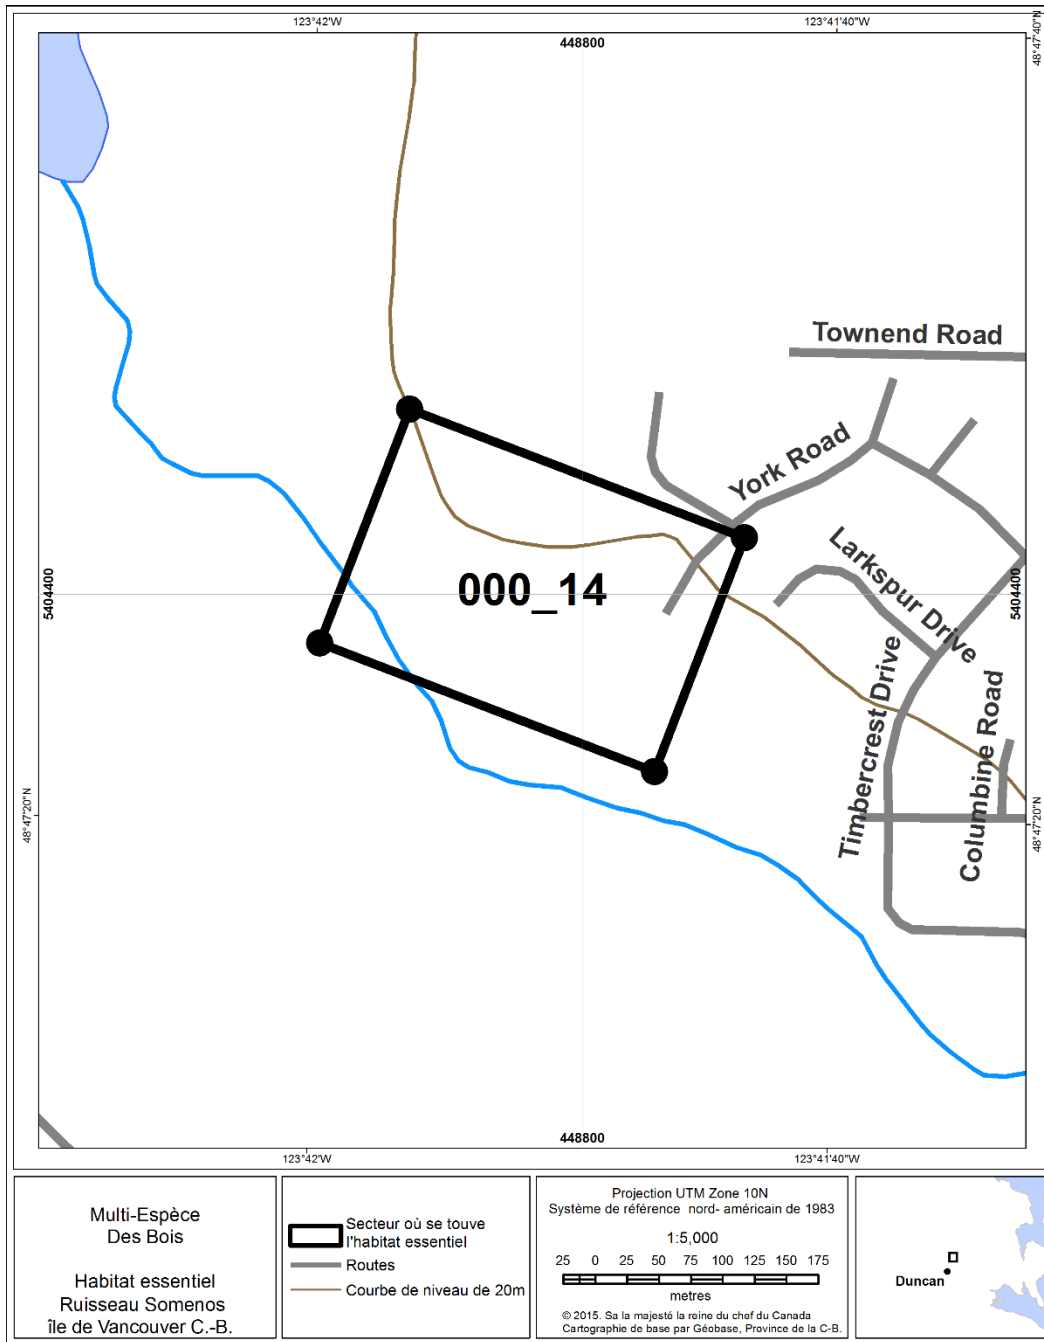 123°42'W
123°41'40"W
448800
48°47'40"N
Townend Road
York Road
Larkspur Drive
000_14
5404400
5404400
Timbercrest Drive
Columbine Road
48°47'20"N
48°47'20"N
448800
123°42'W
123°41'40"W
Multi-Espèce
Des Bois
Habitat essentiel
Ruisseau Somenos
île de Vancouver C.-B.
Secteur où se touve
l'habitat essentiel
Routes
Courbe de niveau de 20m
Projection UTM Zone 10N
Système de référence nord- américain de 1983
1:5,000
25 0 25 50 75 100 125 150 175
metres
© 2015. Sa la majesté la reine du chef du Canada
Cartographie de base par Géobase, Province de la C-B.
Duncan